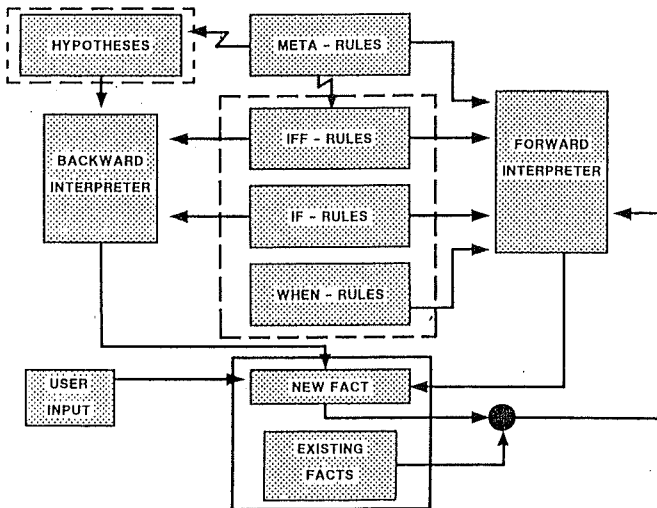 HYPOTHESES
META - RULES
IFF - RULES
BACKWARD
INTERPRETER
FORWARD
INTERPRETER
IF - RULES
WHEN - RULES
USER
INPUT
NEW FACT
EXISTING
FACTS